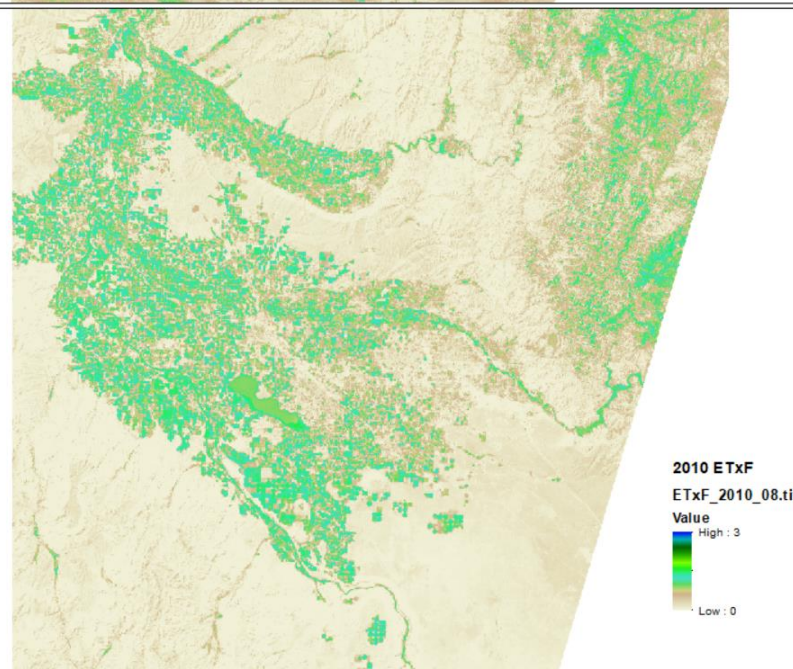 2010 ETxF
ETxF_2010_08.ti
Value
High : 3
Low : 0